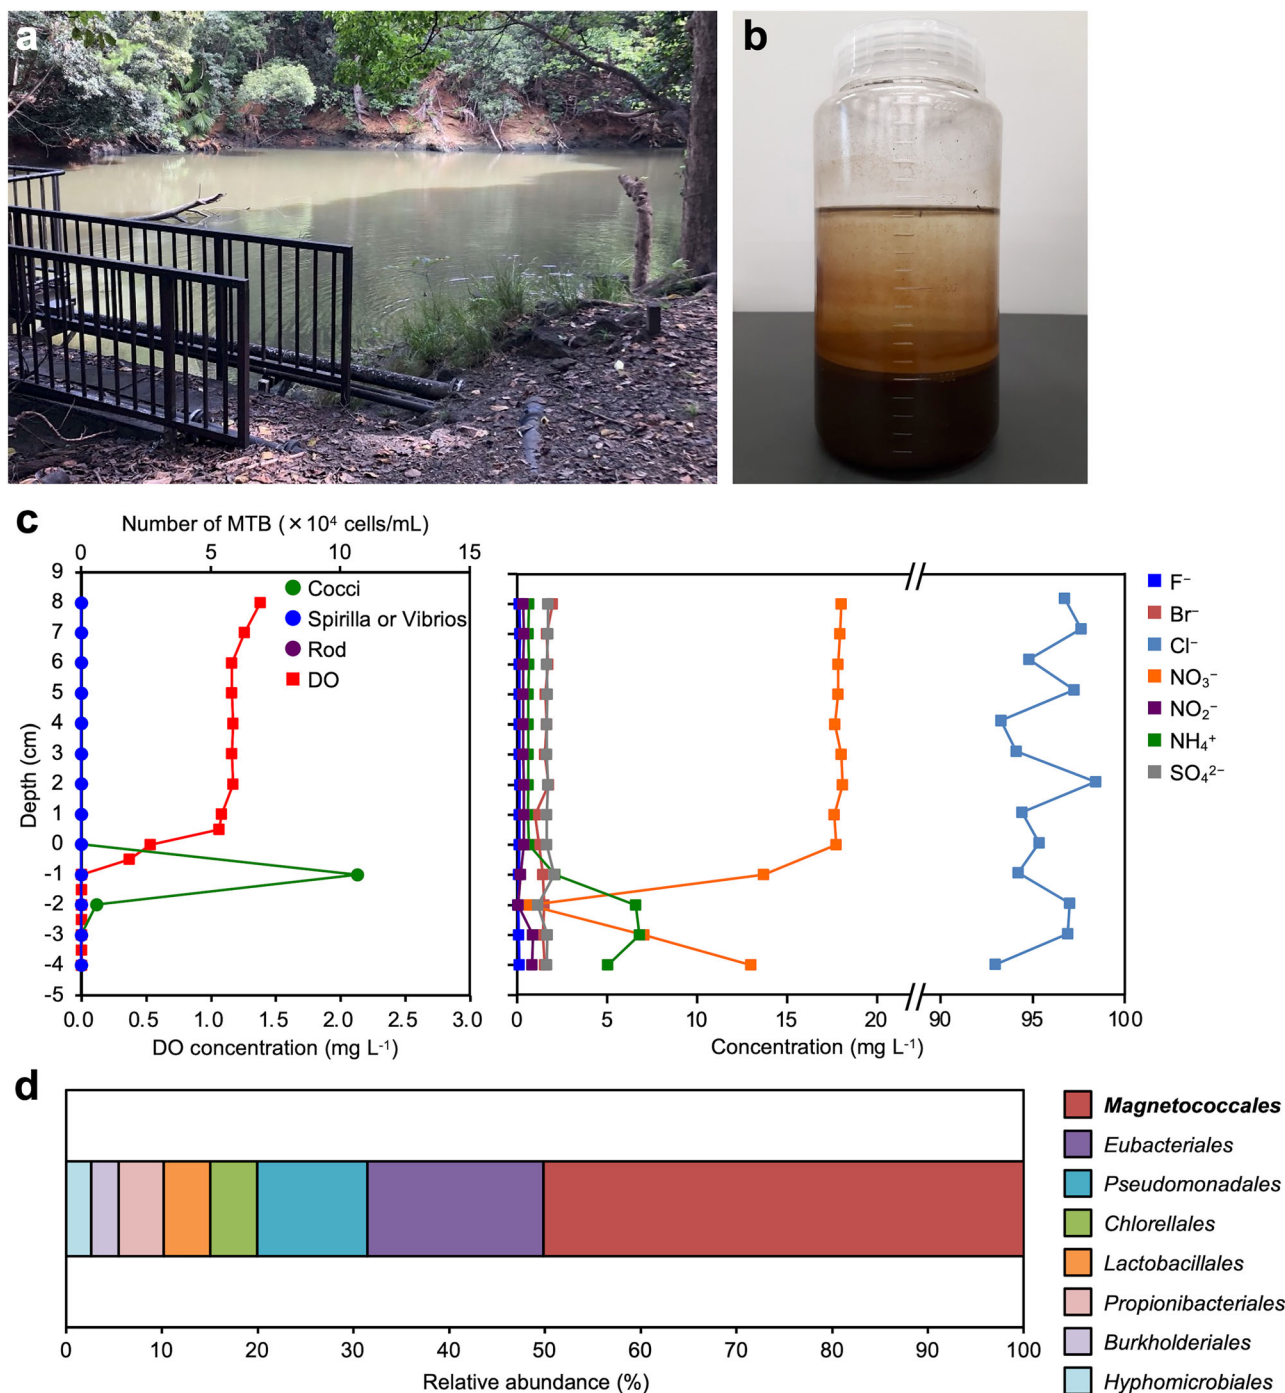 a
b
c
Number of MTB (×10⁴ cells/mL)
0 5 10 15
9
8
7
6
5
4
3
2
1
0
-1
-2
-3
-4
-5
Depth (cm)
Cocci
Spirilla or Vibrios
Rod
DO
0.0 0.5 1.0 1.5 2.0 2.5 3.0
DO concentration (mg L⁻¹)
0 5 10 15 20 90 95 100
Concentration (mg L⁻¹)
F⁻
Br⁻
Cl⁻
NO₃⁻
NO₂⁻
NH₄⁺
SO₄²⁻
d
Magnetococcales
Eubacteriales
Pseudomonadales
Chlorellales
Lactobacillales
Propionibacteriales
Burkholderiales
Hyphomicrobiales
0 10 20 30 40 50 60 70 80 90 100
Relative abundance (%)